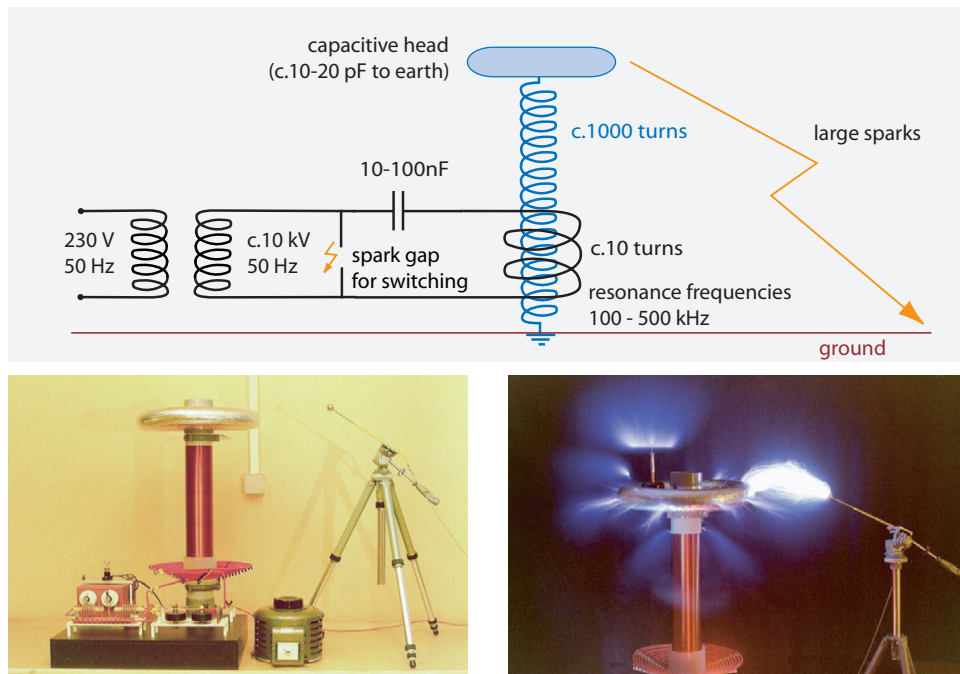 capacitive head
(c.10-20 pF to earth)
c.1000 turns
large sparks
10-100nF
230 V
50 Hz
c.10 kV
50 Hz
spark gap
for switching
c.10 turns
resonance frequencies
100 - 500 kHz
ground